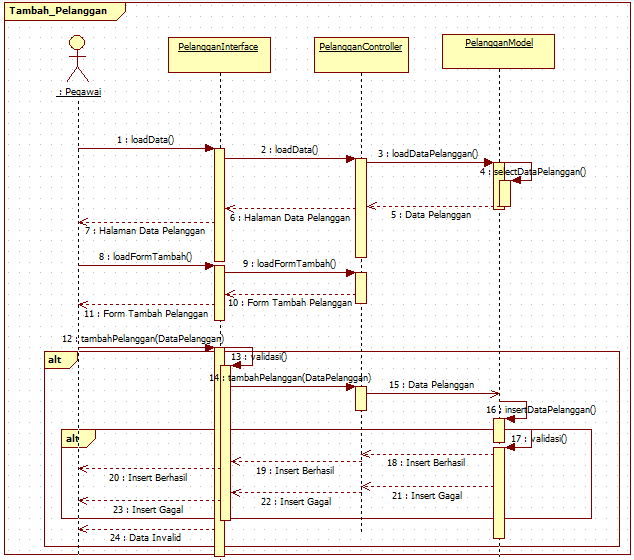 Tambah_Pelanggan
PelangganInterface
PelangganController
PelangganModel
: Pegawai
1 : loadData()
2 : loadData()
3 : loadDataPelanggan()
4 : selectDataPelanggan()
5 : Data Pelanggan
6 : Halaman Data Pelanggan
7 : Halaman Data Pelanggan
8 : loadFormTambah()
9 : loadFormTambah()
10 : Form Tambah Pelanggan
11 : Form Tambah Pelanggan
12 : tambahPelanggan(DataPelanggan)
alt
13 : validasi()
14 : tambahPelanggan(DataPelanggan)
15 : Data Pelanggan
16 : insertDataPelanggan()
alt
17 : validasi()
18 : Insert Berhasil
19 : Insert Berhasil
20 : Insert Berhasil
21 : Insert Gagal
22 : Insert Gagal
23 : Insert Gagal
24 : Data Invalid